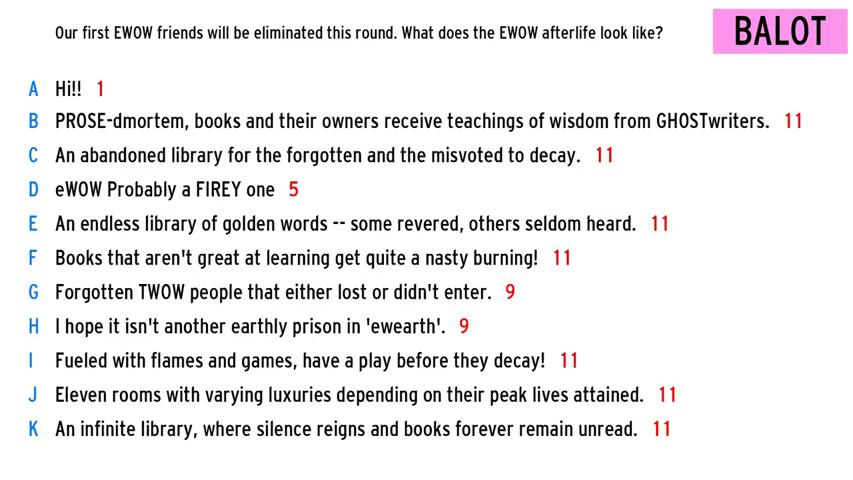 Our first EWOW friends will be eliminated this round. What does the EWOW afterlife look like?
BALOT
A Hi!! 1
B PROSE-dmortem, books and their owners receive teachings of wisdom from GHOSTwriters. 11
C An abandoned library for the forgotten and the misvoted to decay. 11
D eWOW Probably a FIREY one 5
E An endless library of golden words -- some revered, others seldom heard. 11
F Books that aren't great at learning get quite a nasty burning! 11
G Forgotten TWOW people that either lost or didn't enter. 9
H I hope it isn't another earthly prison in 'ewearth'. 9
I Fueled with flames and games, have a play before they decay! 11
J Eleven rooms with varying luxuries depending on their peak lives attained. 11
K An infinite library, where silence reigns and books forever remain unread. 11